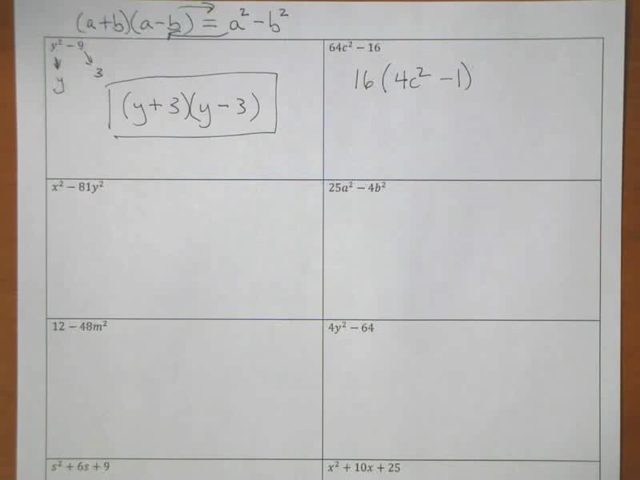 (a+b)(a-b) = a² - b²
y² − 9
y 3
(y+3)(y-3)
64c² − 16
16(4c² - 1)
x² − 81y²
25a² − 4b²
12 − 48m²
4y² − 64
s² + 6s + 9
x² + 10x + 25